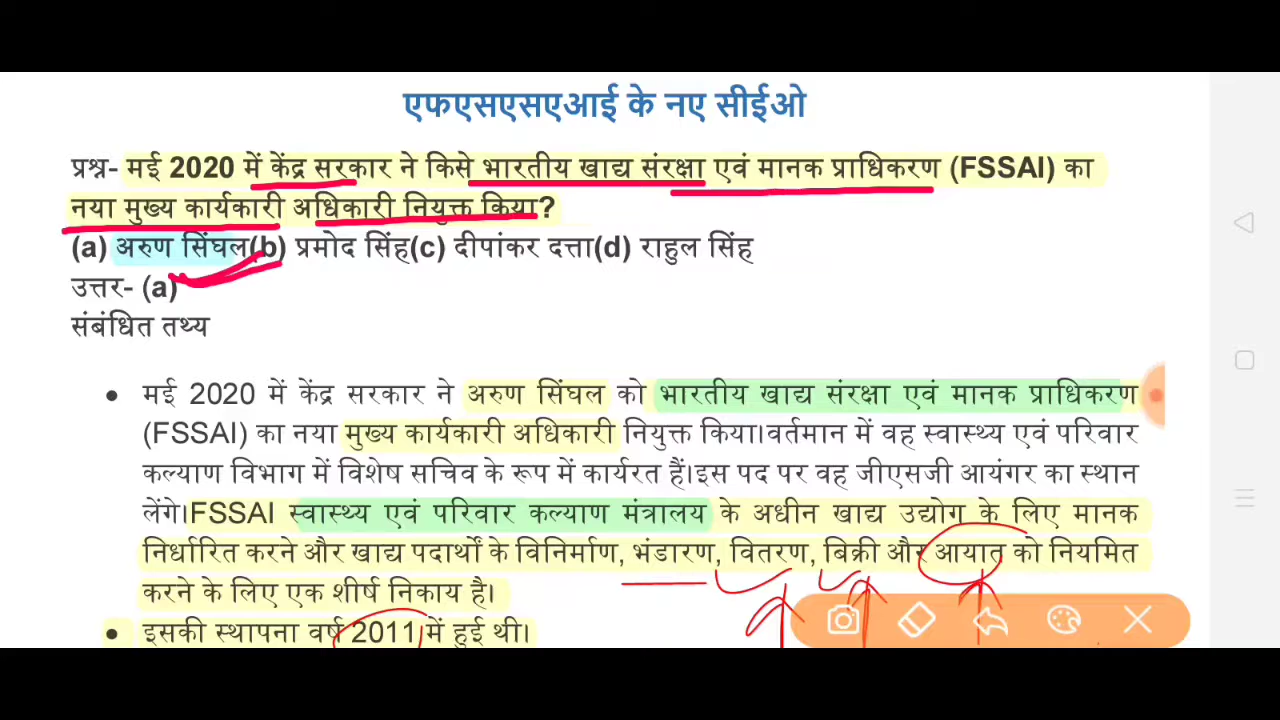 एफएसएसएआई के नए सीईओ
प्रश्न- मई 2020 में केंद्र सरकार ने किसे भारतीय खाद्य संरक्षा एवं मानक प्राधिकरण (FSSAI) का
नया मुख्य कार्यकारी अधिकारी नियुक्त किया?
(a) अरुण सिंघल(b) प्रमोद सिंह(c) दीपांकर दत्ता(d) राहुल सिंह
उत्तर- (a)
संबंधित तथ्य
• मई 2020 में केंद्र सरकार ने अरुण सिंघल को भारतीय खाद्य संरक्षा एवं मानक प्राधिकरण
(FSSAI) का नया मुख्य कार्यकारी अधिकारी नियुक्त किया।वर्तमान में वह स्वास्थ्य एवं परिवार
कल्याण विभाग में विशेष सचिव के रूप में कार्यरत हैं।इस पद पर वह जीएसजी आयंगर का स्थान
लेंगे।FSSAI स्वास्थ्य एवं परिवार कल्याण मंत्रालय के अधीन खाद्य उद्योग के लिए मानक
निर्धारित करने और खाद्य पदार्थों के विनिर्माण, भंडारण, वितरण, बिक्री और आयात को नियमित
करने के लिए एक शीर्ष निकाय है।
• इसकी स्थापना वर्ष 2011 में हुई थी।